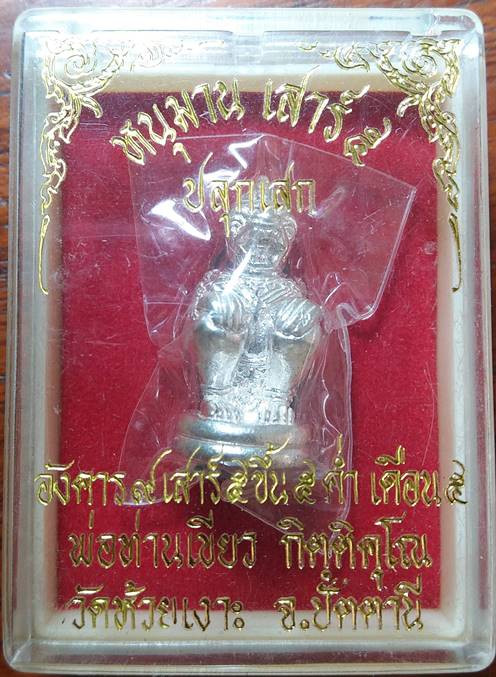 หนุมาน เสาร์ ๕
ปลุกเสก
อังคาร ๙ เสาร์ ๕ ขึ้น ๕ ค่ำ เดือน ๕
พ่อท่านเขียว กิตฺติคุโณ
วัดห้วยเงาะ จ.ปัตตานี